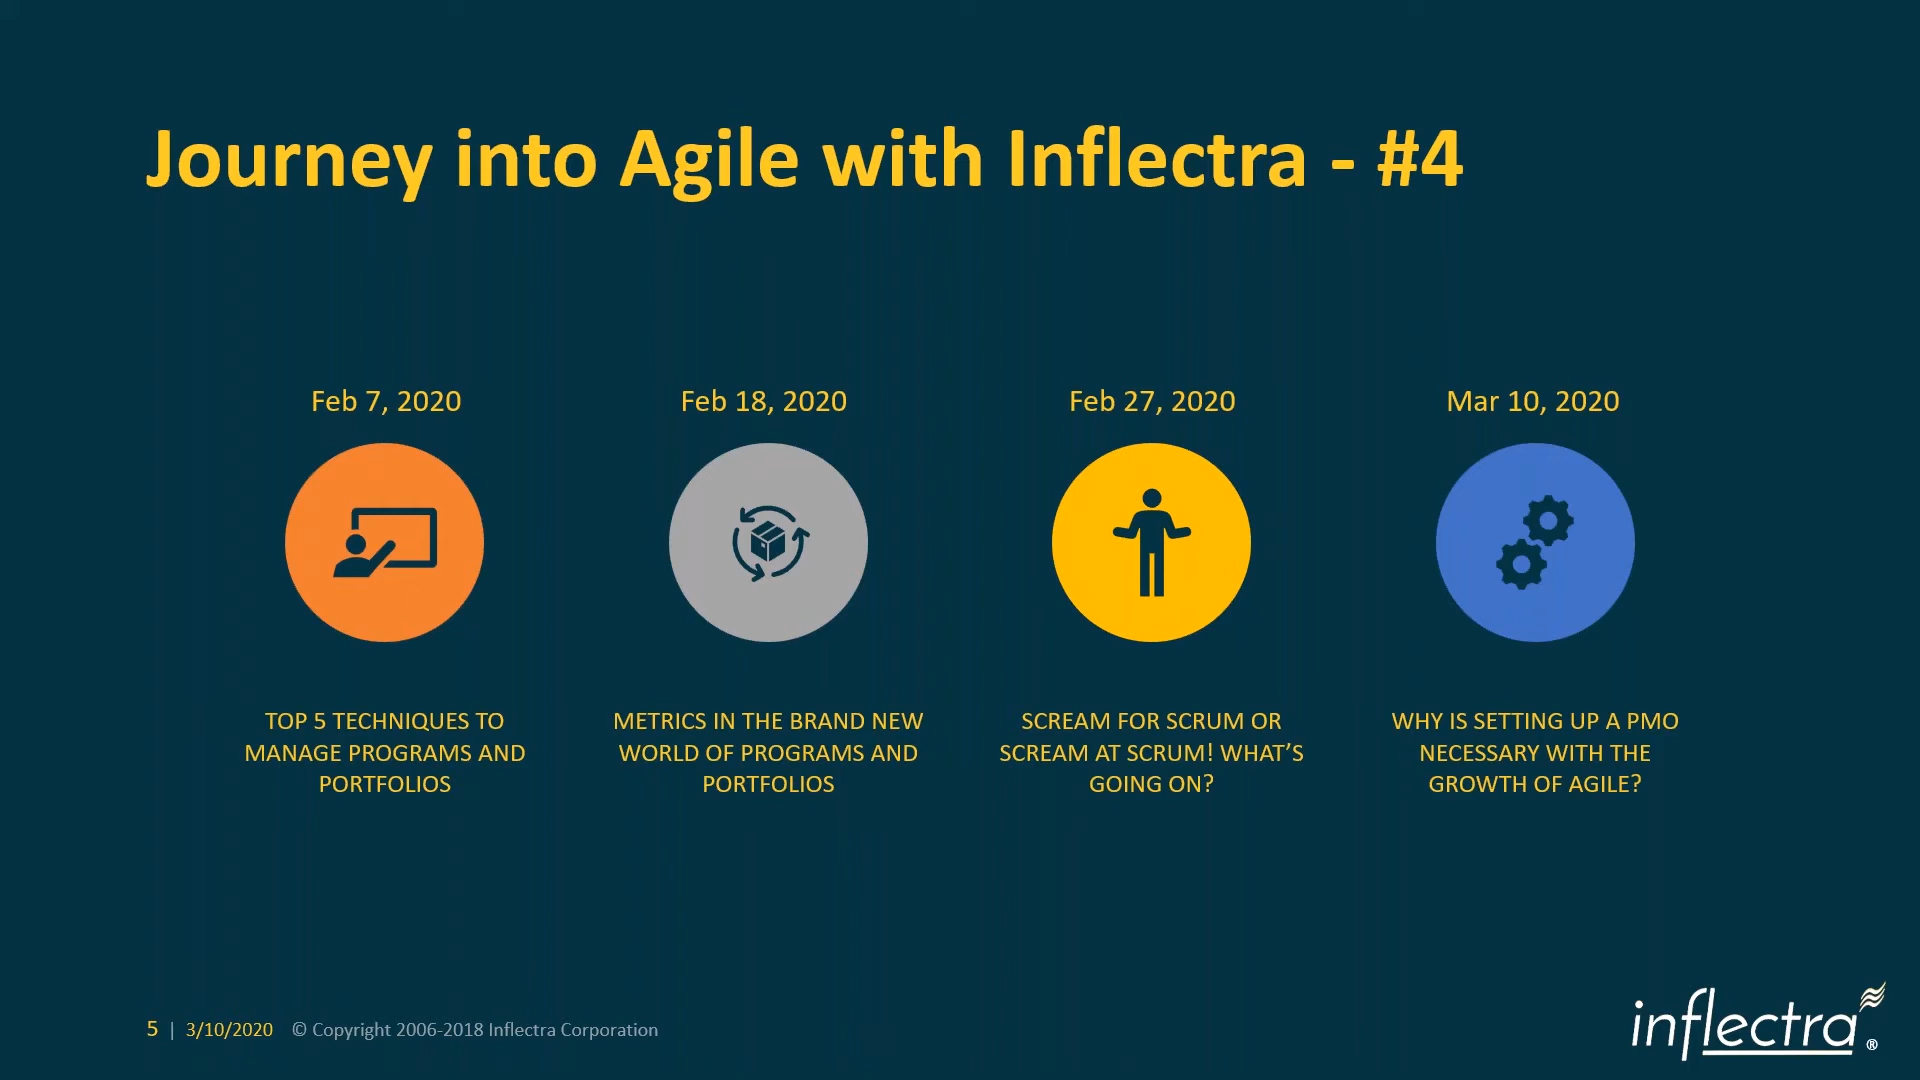 Journey into Agile with Inflectra - #4
Feb 7, 2020
Feb 18, 2020
Feb 27, 2020
Mar 10, 2020
TOP 5 TECHNIQUES TO
MANAGE PROGRAMS AND
PORTFOLIOS
METRICS IN THE BRAND NEW
WORLD OF PROGRAMS AND
PORTFOLIOS
SCREAM FOR SCRUM OR
SCREAM AT SCRUM! WHAT’S
GOING ON?
WHY IS SETTING UP A PMO
NECESSARY WITH THE
GROWTH OF AGILE?
5 | 3/10/2020 © Copyright 2006-2018 Inflectra Corporation
inflectra®